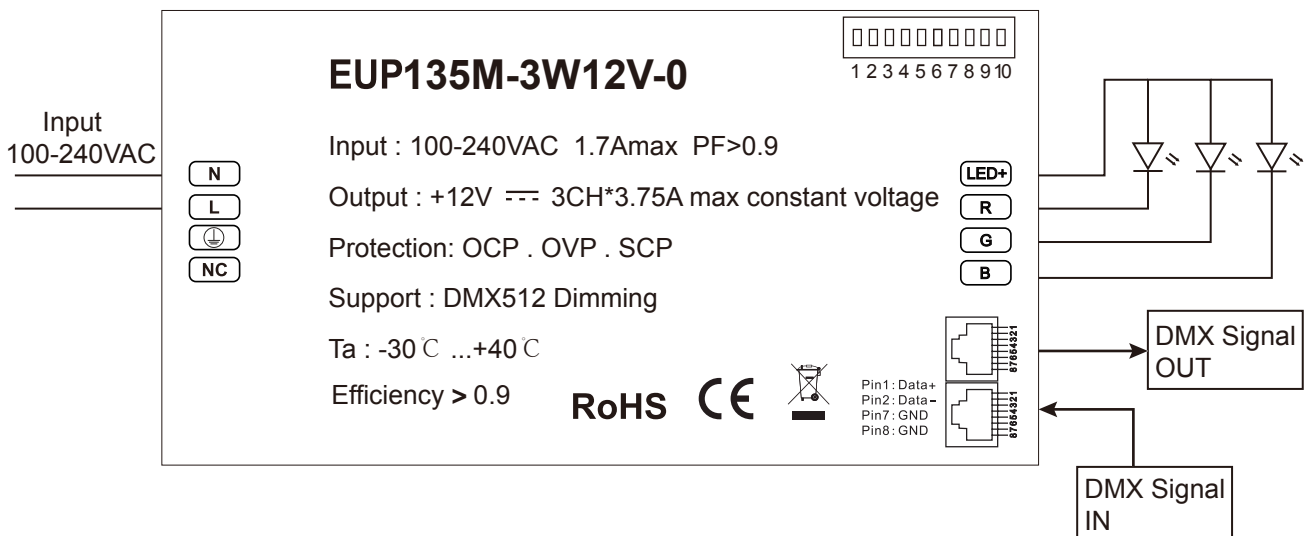 1 2 3 4 5 6 7 8 9 10
EUP135M-3W12V-0
Input
100-240VAC
Input : 100-240VAC 1.7Amax PF>0.9
Output : +12V 3CH*3.75A max constant voltage
Protection: OCP . OVP . SCP
Support : DMX512 Dimming
Ta : -30℃ ...+40℃
Efficiency > 0.9
RoHS CE
N
L
NC
LED+
R
G
B
87654321
Pin1: Data+
Pin2: Data-
Pin7: GND
Pin8: GND
87654321
DMX Signal
OUT
DMX Signal
IN